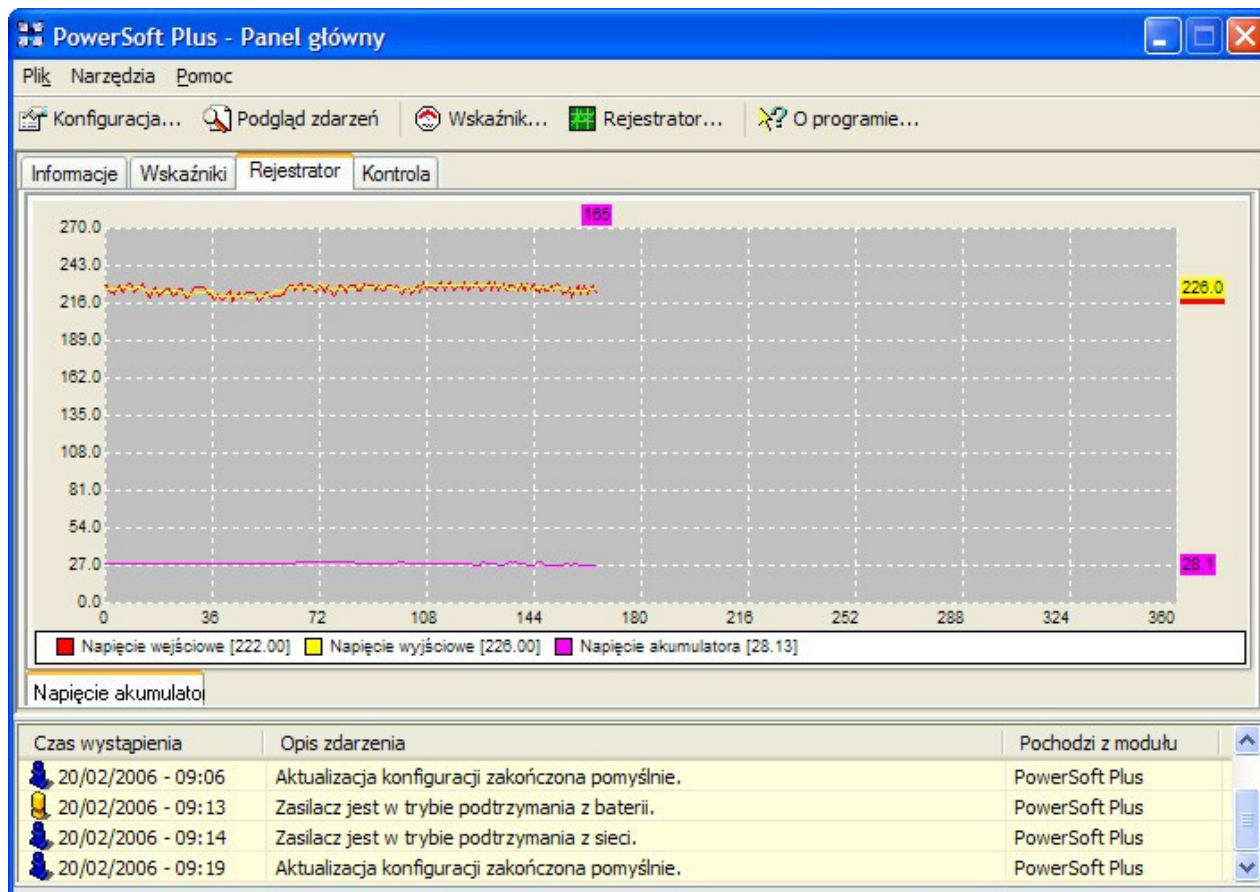 PowerSoft Plus - Panel główny
Plik Narzędzia Pomoc
Konfiguracja... Podgląd zdarzeń Wskaźnik... Rejestrator... O programie...
Informacje Wskaźniki Rejestrator Kontrola
165
270.0
243.0
216.0
189.0
162.0
135.0
108.0
81.0
54.0
27.0
0.0
226.0
28.1
0 36 72 108 144 180 216 252 288 324 360
Napięcie wejściowe [222.00] Napięcie wyjściowe [226.00] Napięcie akumulatora [28.13]
Napięcie akumulato
Czas wystąpienia Opis zdarzenia Pochodzi z modułu
20/02/2006 - 09:06 Aktualizacja konfiguracji zakończona pomyślnie. PowerSoft Plus
20/02/2006 - 09:13 Zasilacz jest w trybie podtrzymania z baterii. PowerSoft Plus
20/02/2006 - 09:14 Zasilacz jest w trybie podtrzymania z sieci. PowerSoft Plus
20/02/2006 - 09:19 Aktualizacja konfiguracji zakończona pomyślnie. PowerSoft Plus